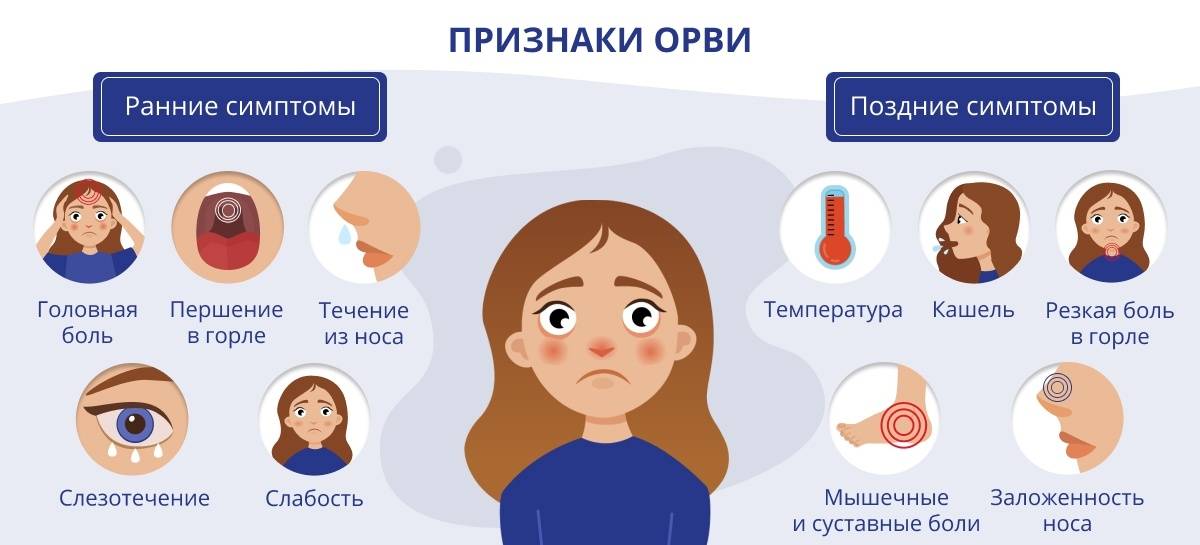 ПРИЗНАКИ ОРВИ
Ранние симптомы
Головная
боль
Першение
в горле
Течение
из носа
Слезотечение
Слабость
Поздние симптомы
Температура
Кашель
Резкая боль
в горле
Мышечные
и суставные боли
Заложенность
носа